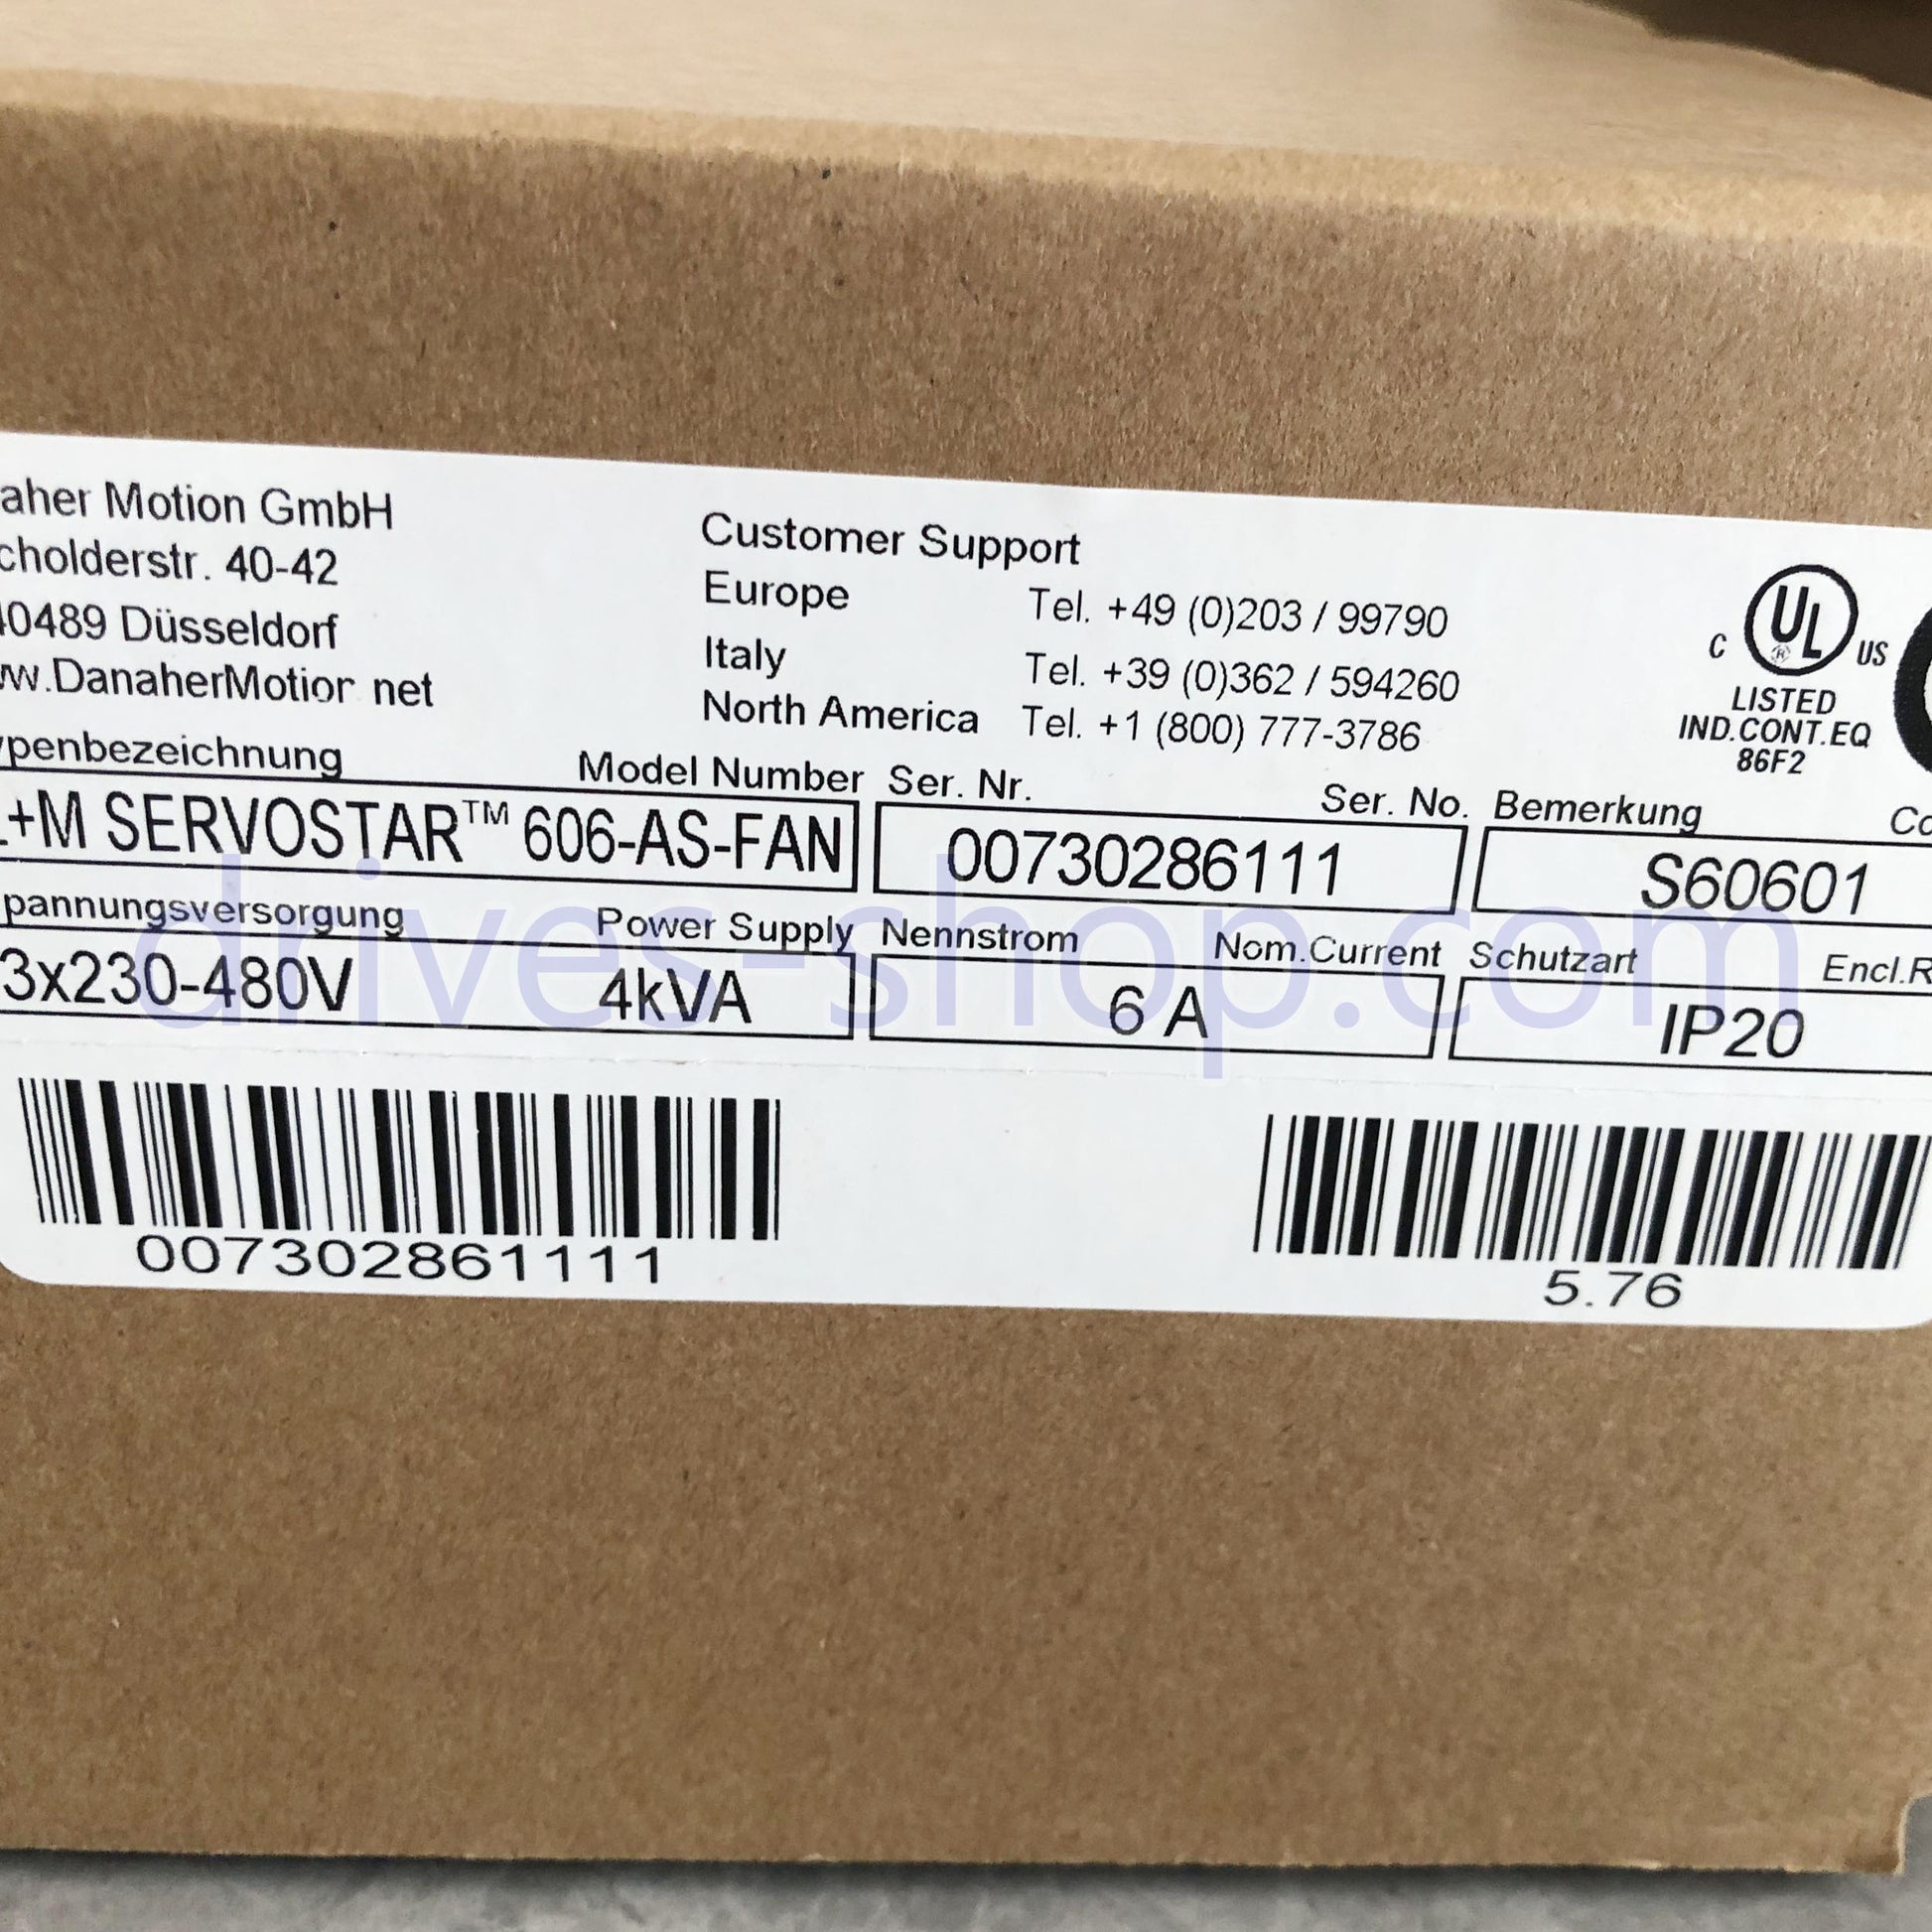 aher Motion GmbH
cholderstr. 40-42
40489 Düsseldorf
w.DanaherMotior net
Customer Support
Europe Tel. +49 (0)203 / 99790
Italy Tel. +39 (0)362 / 594260
North America Tel. +1 (800) 777-3786
C UL ® US
LISTED
IND.CONT.EQ
86F2
ypenbezeichnung Model Number Ser. Nr. Ser. No. Bemerkung Co
+M SERVOSTAR™ 606-AS-FAN 00730286111 S60601
pannungsversorgung Power Supply Nennstrom Nom.Current Schutzart Encl.R
3x230-480V 4kVA 6 A IP20
drives-shop.com
007302861111 5.76